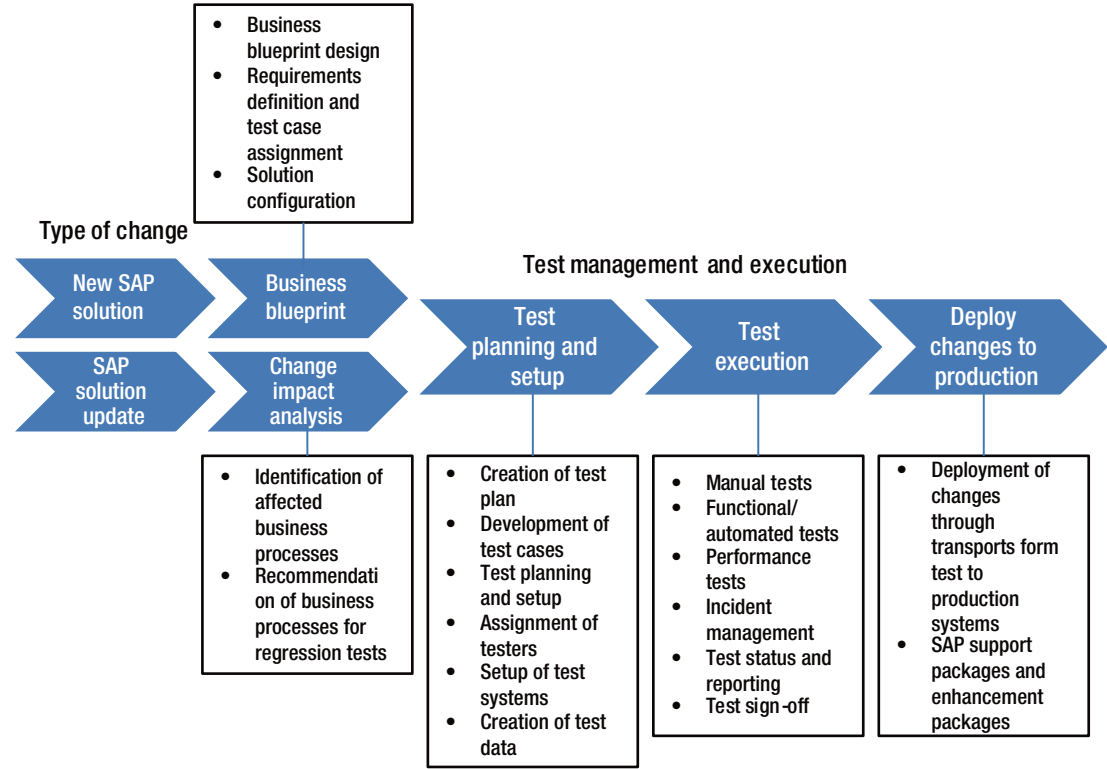 • Business
blueprint design
• Requirements
definition and
test case
assignment
• Solution
configuration
Type of change
Test management and execution
New SAP
solution
Business
blueprint
SAP
solution
update
Change
impact
analysis
Test
planning and
setup
Test
execution
Deploy
changes to
production
• Identification of
affected
business
processes
• Recommendati
on of business
processes for
regression tests
• Creation of test
plan
• Development of
test cases
• Test planning
and setup
• Assignment of
testers
• Setup of test
systems
• Creation of test
data
• Manual tests
• Functional/
automated tests
• Performance
tests
• Incident
management
• Test status and
reporting
• Test sign-off
• Deployment of
changes
through
transports form
test to
production
systems
• SAP support
packages and
enhancement
packages